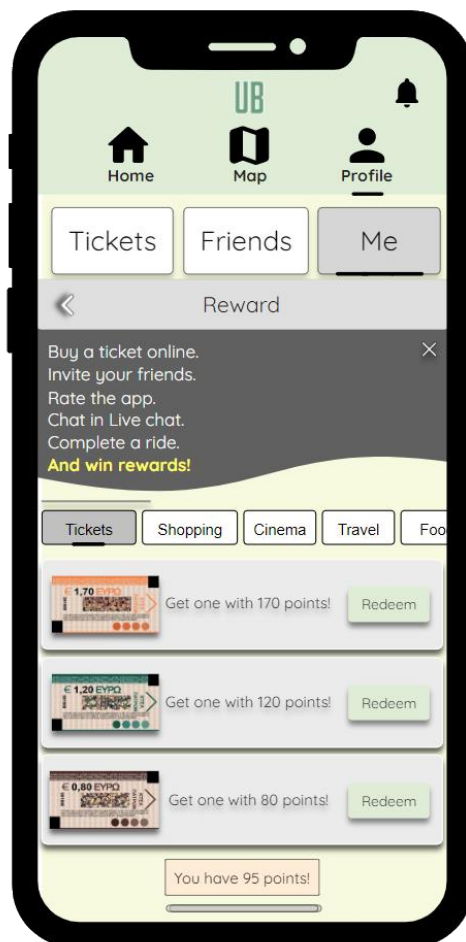 UB
Home Map Profile
Tickets Friends Me
Reward
Buy a ticket online.
Invite your friends.
Rate the app.
Chat in Live chat.
Complete a ride.
And win rewards!
Tickets Shopping Cinema Travel Foo
€ 1,70 ΕΥΡΩ
Get one with 170 points! Redeem
€ 1,20 ΕΥΡΩ
Get one with 120 points! Redeem
€ 0,80 ΕΥΡΩ
Get one with 80 points! Redeem
You have 95 points!